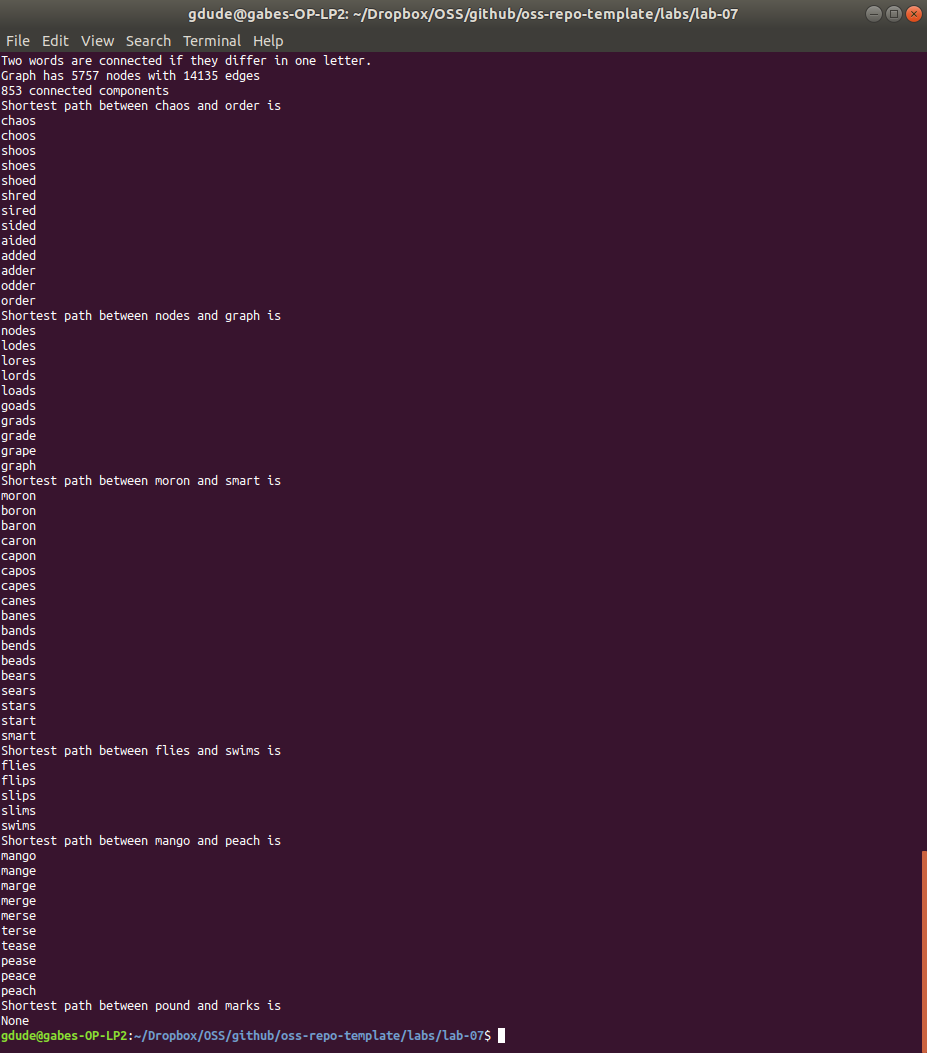 gdude@gabes-OP-LP2: ~/Dropbox/OSS/github/oss-repo-template/labs/lab-07
File Edit View Search Terminal Help
Two words are connected if they differ in one letter.
Graph has 5757 nodes with 14135 edges
853 connected components
Shortest path between chaos and order is
chaos
choos
shoos
shoes
shoed
shred
sired
sided
aided
added
adder
odder
order
Shortest path between nodes and graph is
nodes
lodes
lores
lords
loads
goads
grads
grade
grape
graph
Shortest path between moron and smart is
moron
boron
baron
caron
capon
capos
capes
canes
banes
bands
bends
beads
bears
sears
stars
start
smart
Shortest path between flies and swims is
flies
flips
slips
slims
swims
Shortest path between mango and peach is
mango
mange
marge
merge
merse
terse
tease
pease
peace
peach
Shortest path between pound and marks is
None
gdude@gabes-OP-LP2:~/Dropbox/OSS/github/oss-repo-template/labs/lab-07$